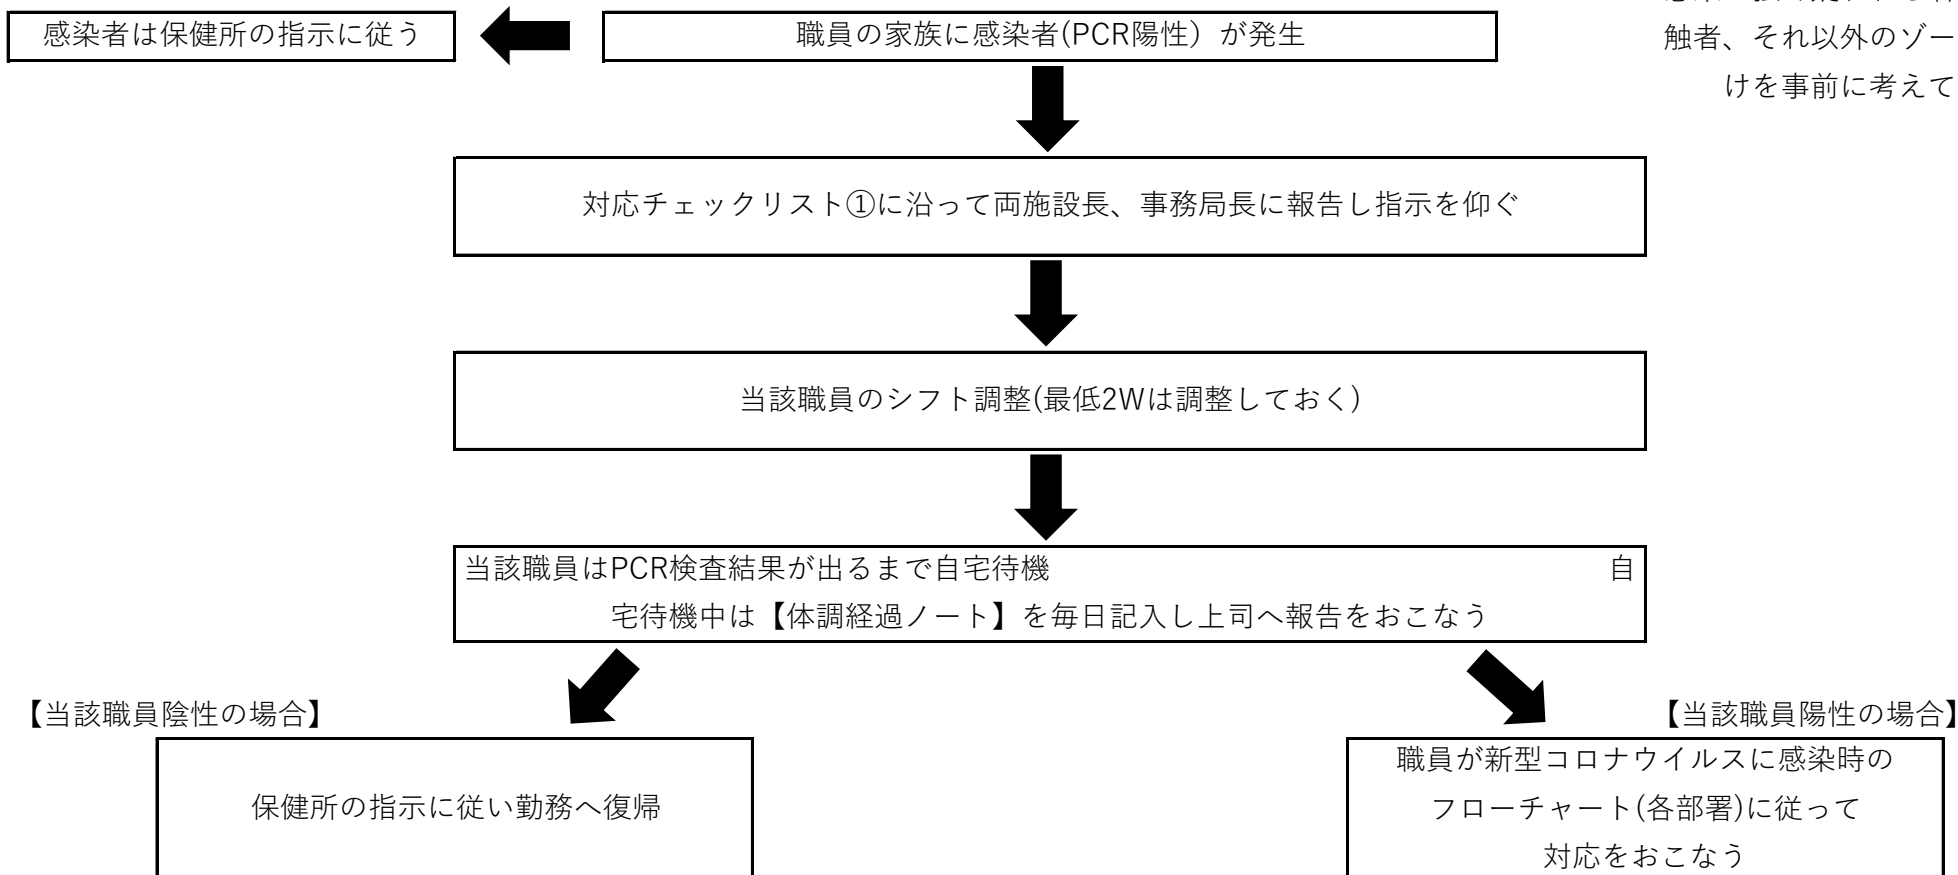 感染者は保健所の指示に従う
職員の家族に感染者(PCR陽性）が発生
触者、それ以外のゾー
けを事前に考えて
対応チェックリスト①に沿って両施設長、事務局長に報告し指示を仰ぐ
当該職員のシフト調整(最低2Wは調整しておく)
当該職員はPCR検査結果が出るまで自宅待機 自
宅待機中は【体調経過ノート】を毎日記入し上司へ報告をおこなう
【当該職員陰性の場合】
【当該職員陽性の場合】
保健所の指示に従い勤務へ復帰
職員が新型コロナウイルスに感染時の
フローチャート(各部署)に従って
対応をおこなう